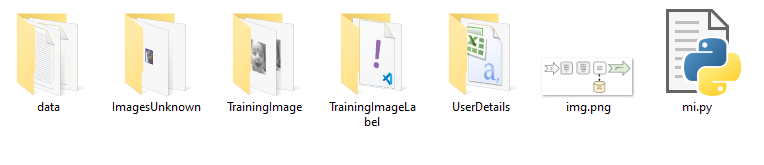 data
ImagesUnknown
TrainingImage
TrainingImageLa
bel
UserDetails
img.png
mi.py